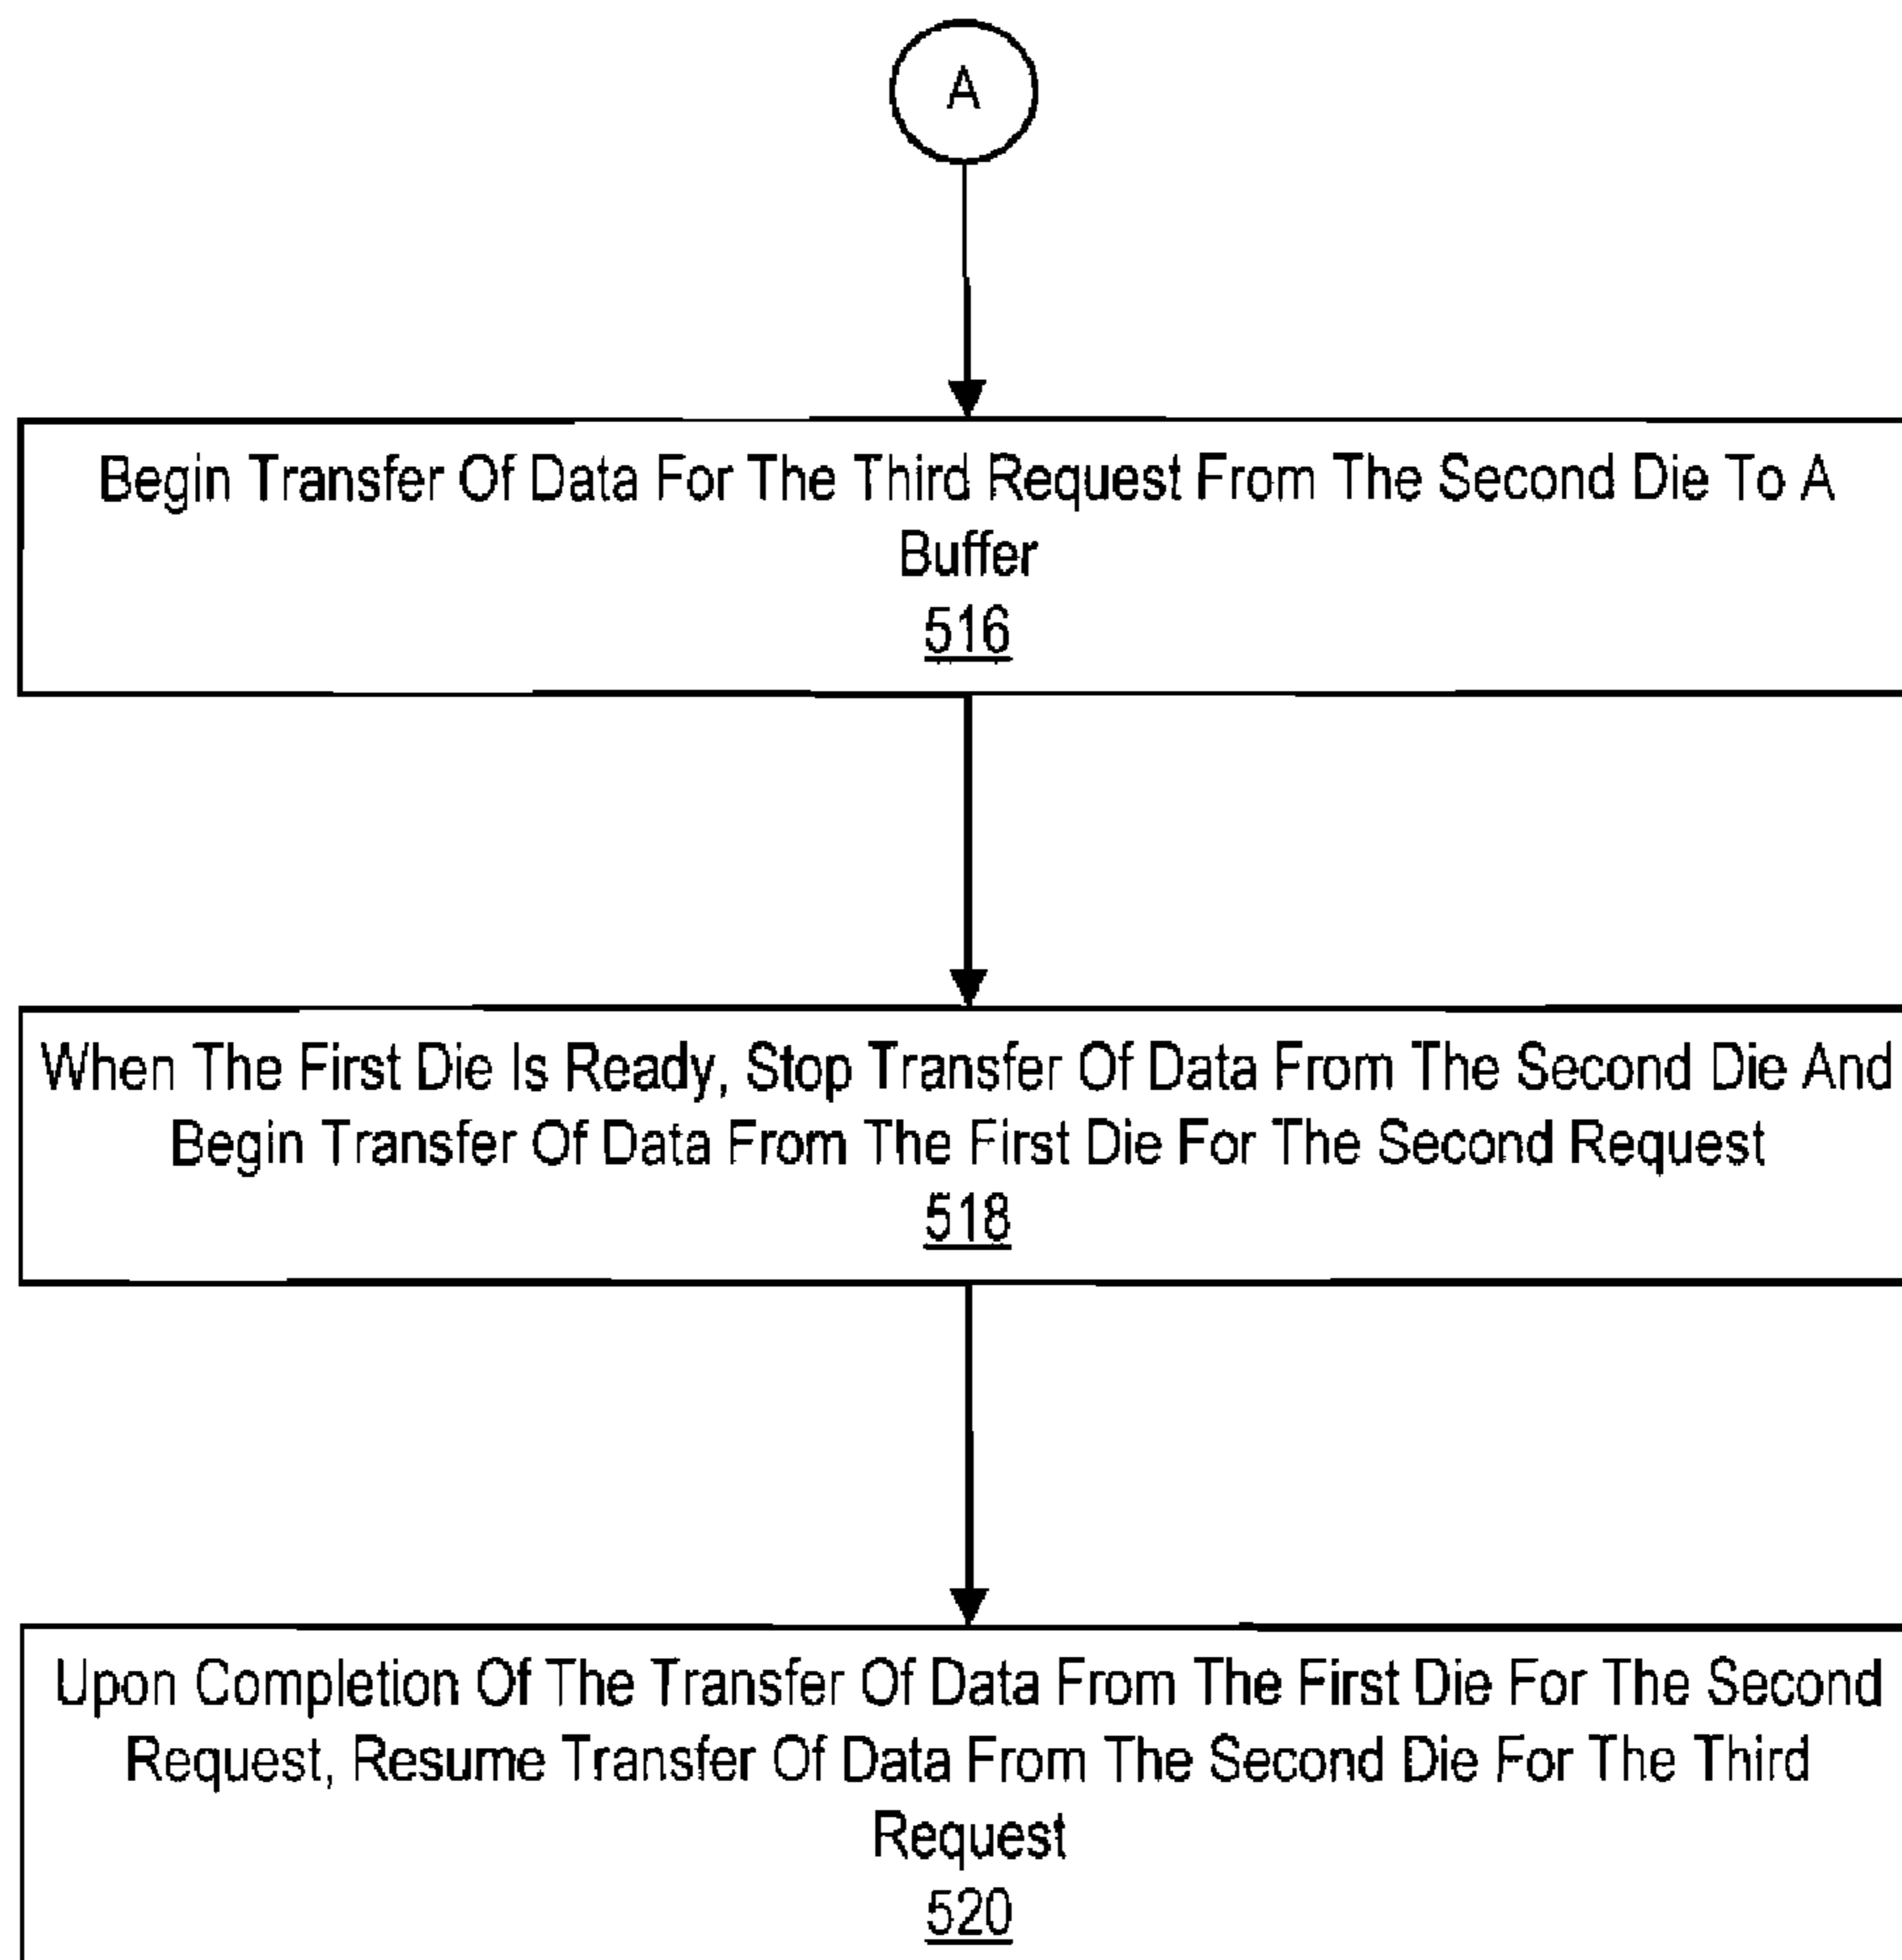 A
Begin Transfer Of Data For The Third Request From The Second Die To A
Buffer
516
When The First Die Is Ready, Stop Transfer Of Data From The Second Die And
Begin Transfer Of Data From The First Die For The Second Request
518
Upon Completion Of The Transfer Of Data From The First Die For The Second
Request, Resume Transfer Of Data From The Second Die For The Third
Request
520